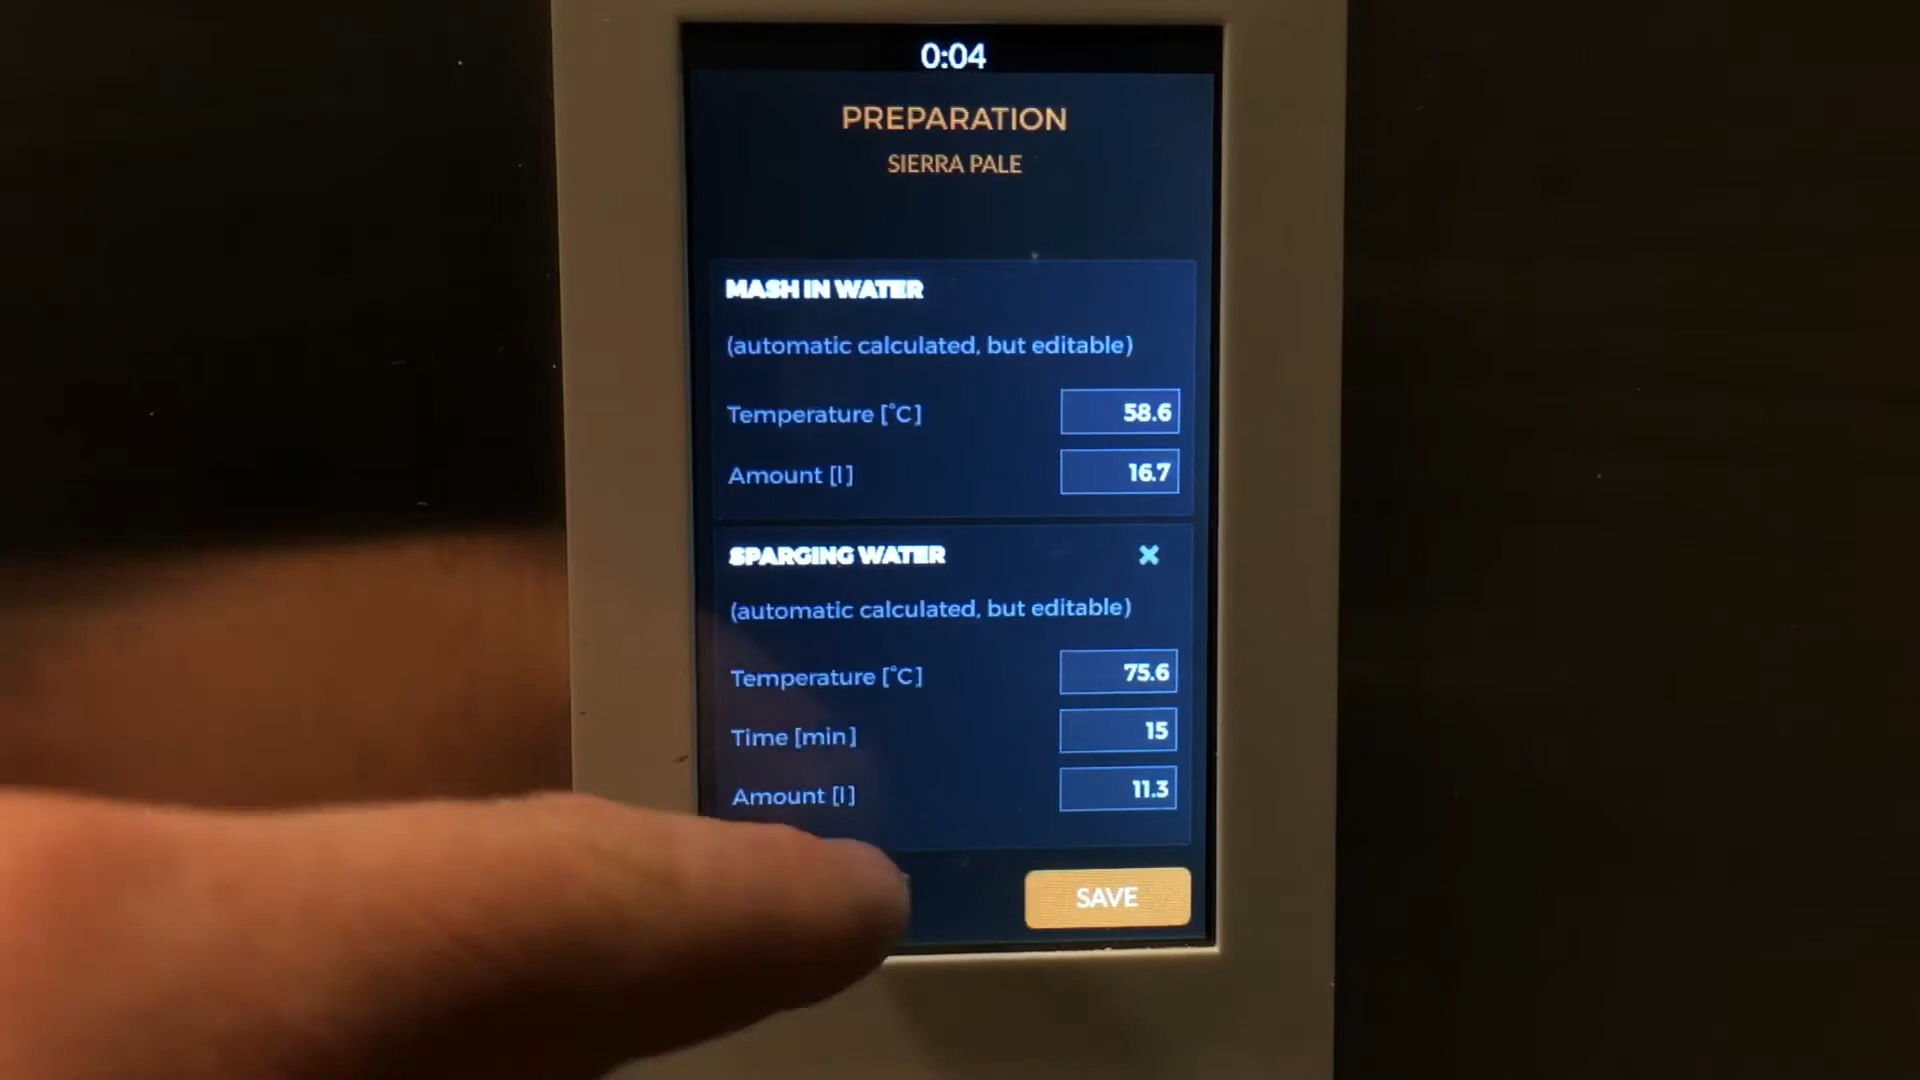 0:04
PREPARATION
SIERRA PALE
MASH IN WATER
(automatic calculated, but editable)
Temperature [°C] 58.6
Amount [l] 16.7
SPARGING WATER ×
(automatic calculated, but editable)
Temperature [°C] 75.6
Time [min] 15
Amount [l] 11.3
SAVE